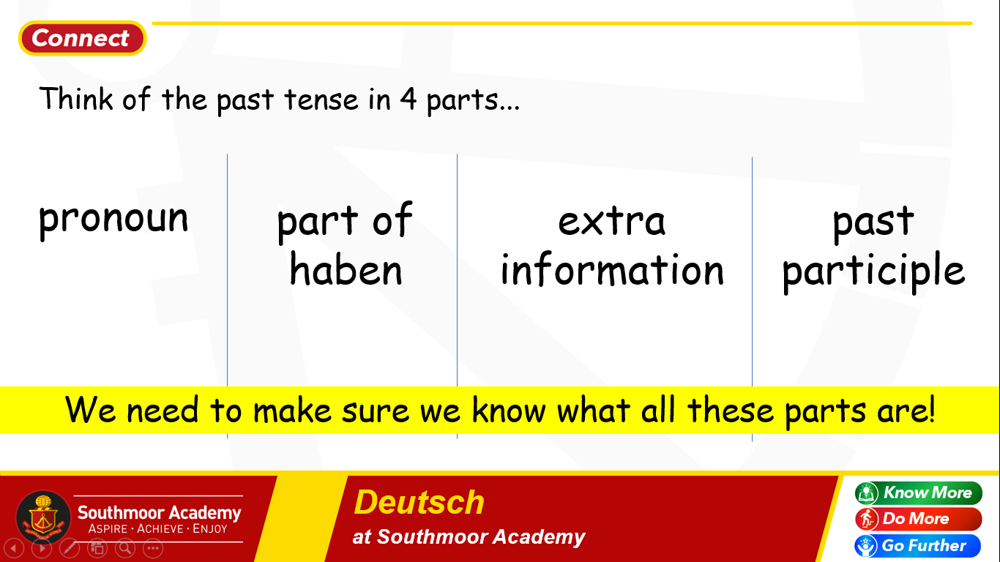 Connect
Think of the past tense in 4 parts...
pronoun
part of
haben
extra
information
past
participle
We need to make sure we know what all these parts are!
Southmoor Academy
ASPIRE · ACHIEVE · ENJOY
Deutsch
at Southmoor Academy
Know More
Do More
Go Further